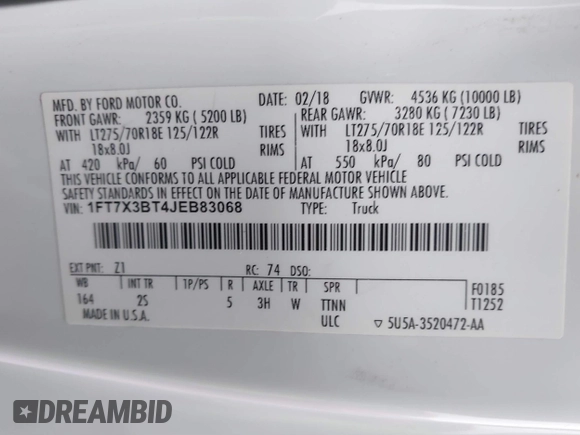 MFD. BY FORD MOTOR CO. DATE: 02/18 GVWR: 4536 KG (10000 LB)
FRONT GAWR: 2359 KG ( 5200 LB) REAR GAWR: 3280 KG ( 7230 LB)
WITH LT275/70R18E 125/122R TIRES WITH LT275/70R18E 125/122R TIRES
18x8.0J RIMS 18x8.0J RIMS
AT 420 kPa/ 60 PSI COLD AT 550 kPa/ 80 PSI COLD
THIS VEHICLE CONFORMS TO ALL APPLICABLE FEDERAL MOTOR VEHICLE
SAFETY STANDARDS IN EFFECT ON THE DATE OF MANUFACTURE SHOWN ABOVE.
VIN: 1FT7X3BT4JEB83068 TYPE: Truck
EXT PNT: Z1 RC: 74 DSO: F0185
WB INT TR TP/PS R AXLE TR SPR T1252
164 2S 5 3H W TTNN
ULC ▽ 5U5A-3520472-AA
MADE IN U.S.A.
DREAMBID